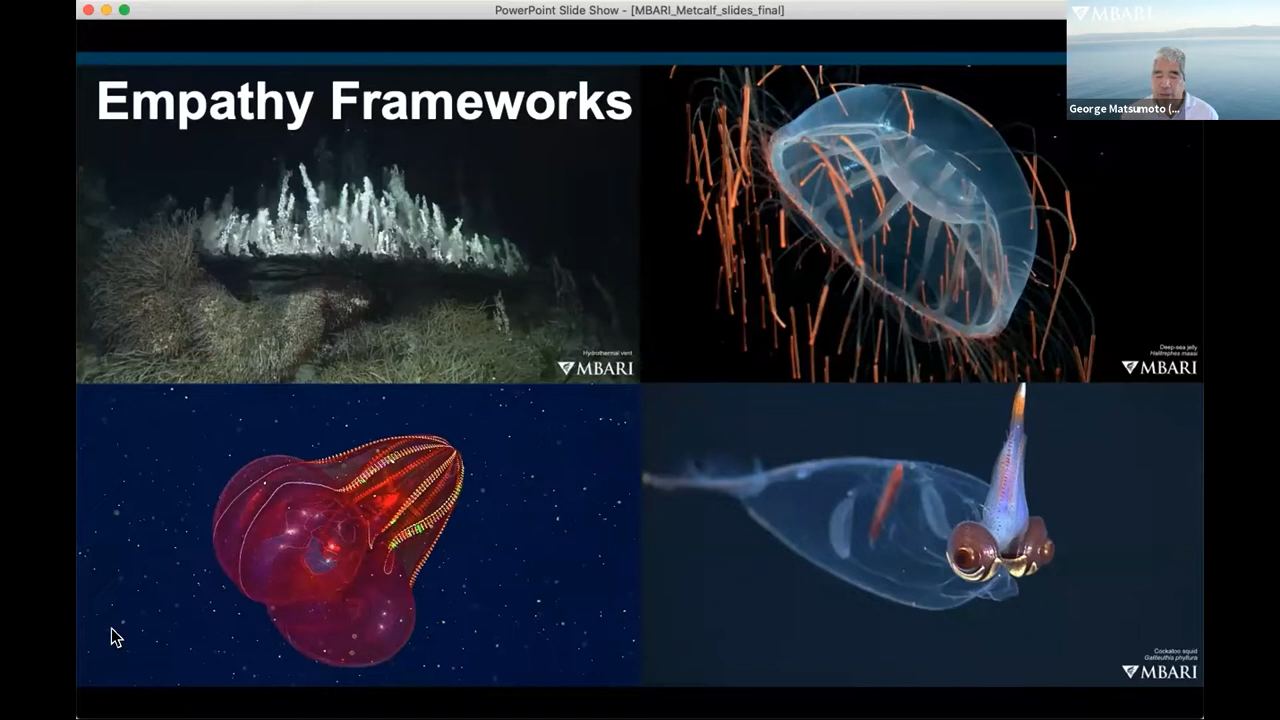 PowerPoint Slide Show - [MBARI_Metcalf_slides_final]
MBARI
George Matsumoto (...
Empathy Frameworks
Hydrothermal vent
MBARI
Deep-sea jelly
Halitrephes maasi
MBARI
Cockatoo squid
Galiteuthis phyllura
MBARI